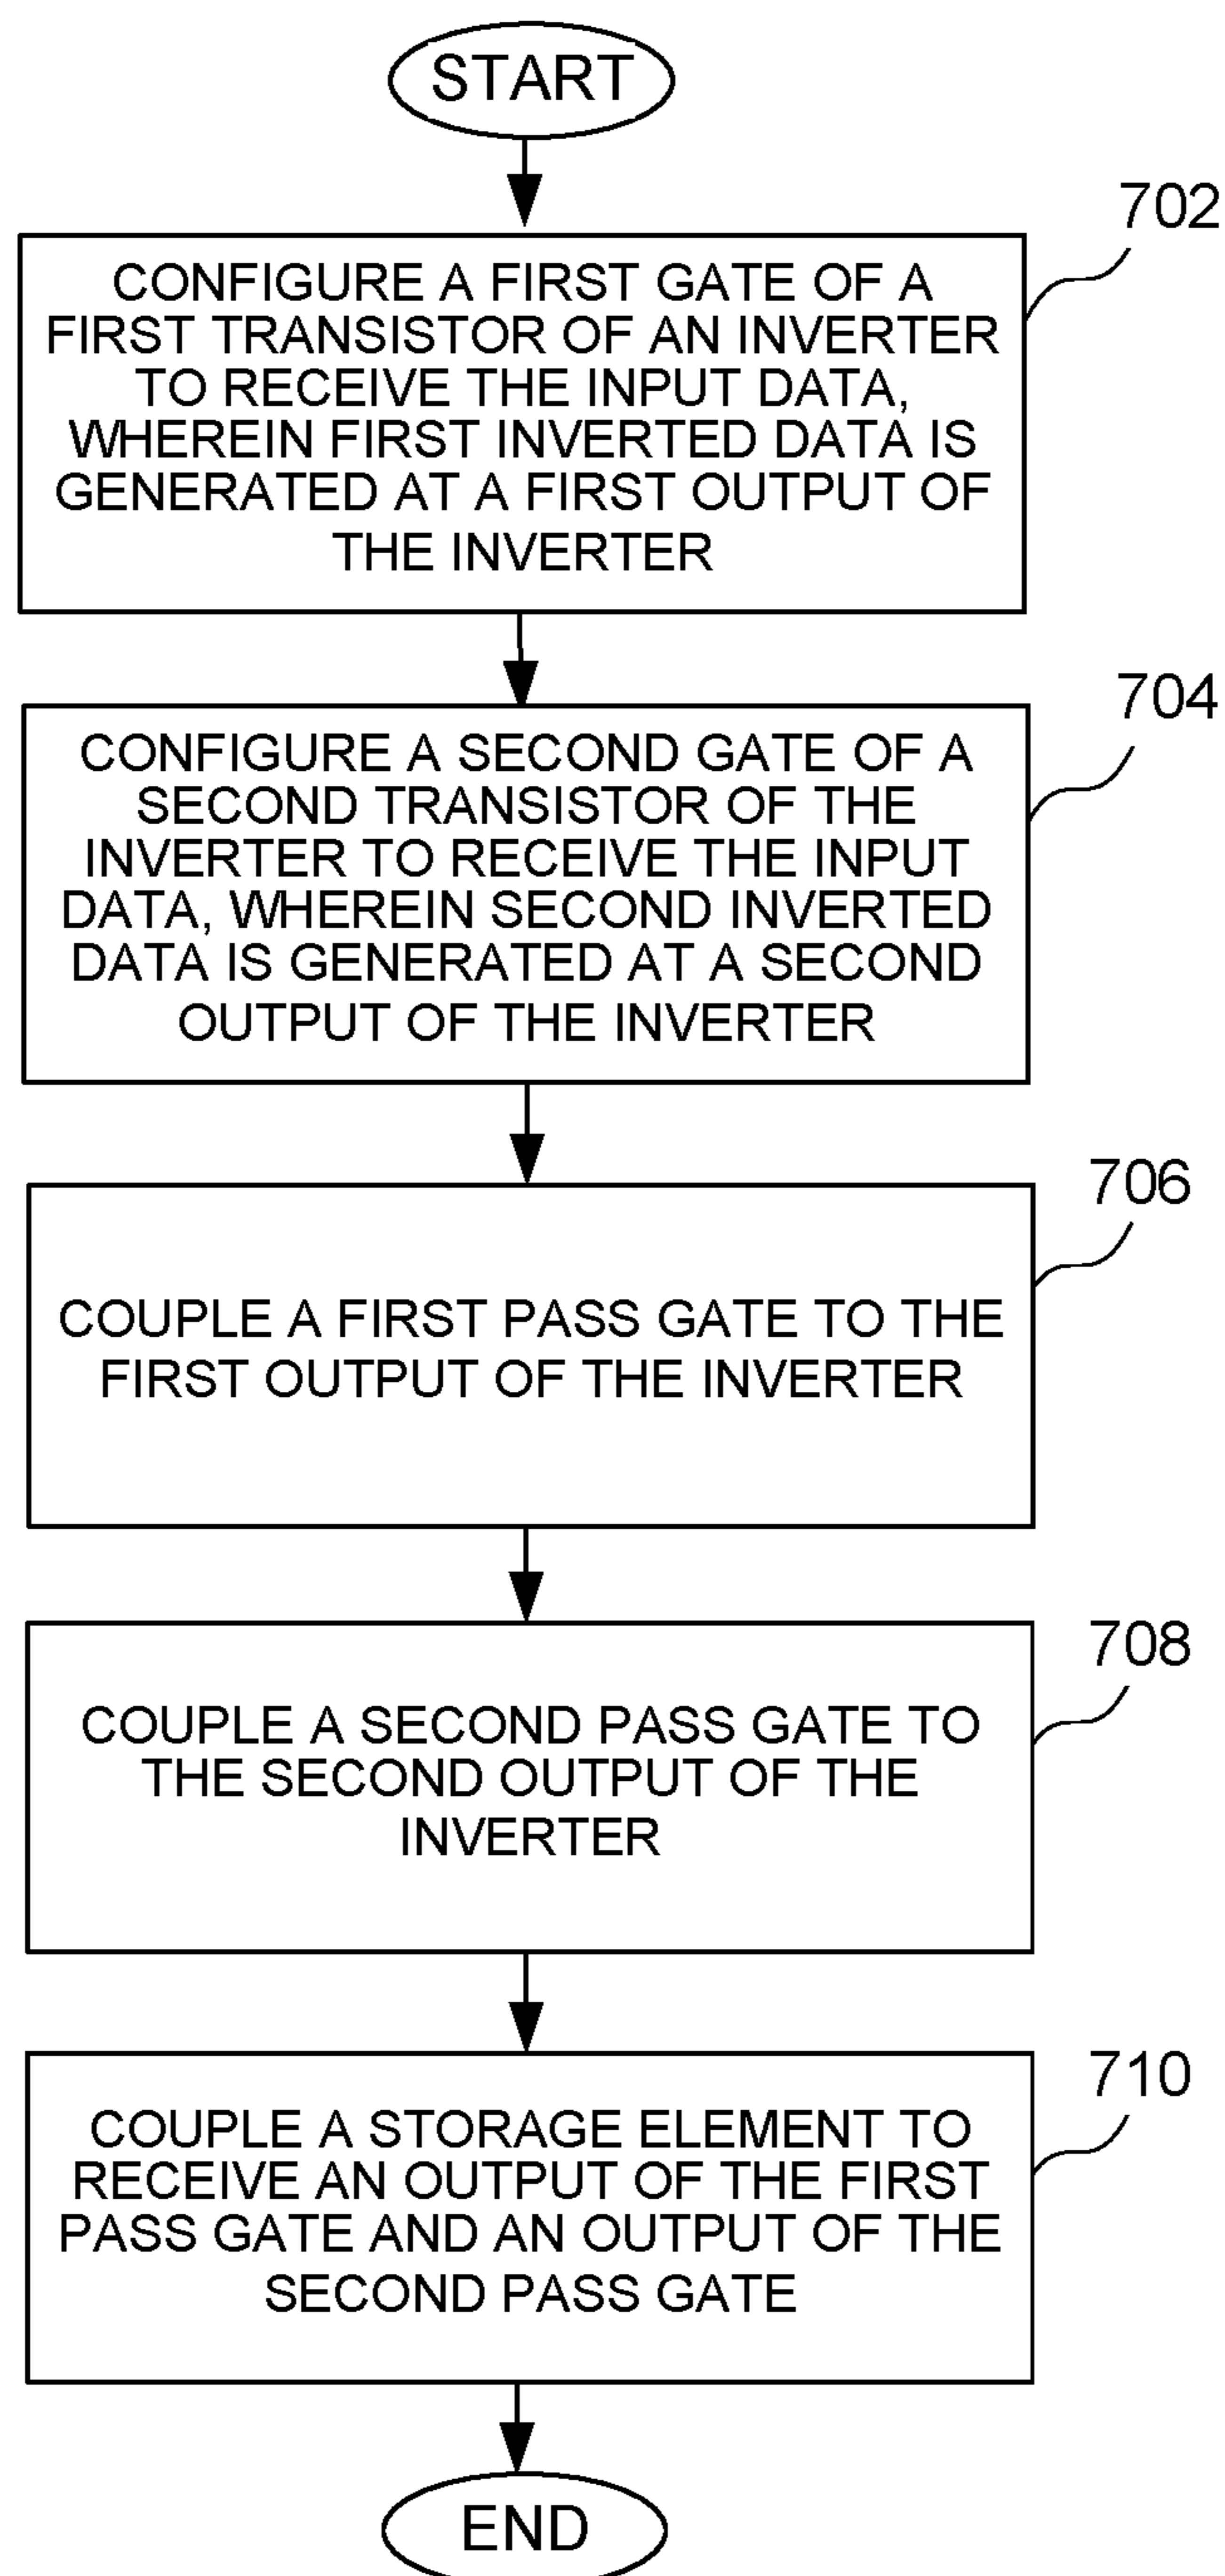 START
702
CONFIGURE A FIRST GATE OF A
FIRST TRANSISTOR OF AN INVERTER
TO RECEIVE THE INPUT DATA,
WHEREIN FIRST INVERTED DATA IS
GENERATED AT A FIRST OUTPUT OF
THE INVERTER
704
CONFIGURE A SECOND GATE OF A
SECOND TRANSISTOR OF THE
INVERTER TO RECEIVE THE INPUT
DATA, WHEREIN SECOND INVERTED
DATA IS GENERATED AT A SECOND
OUTPUT OF THE INVERTER
706
COUPLE A FIRST PASS GATE TO THE
FIRST OUTPUT OF THE INVERTER
708
COUPLE A SECOND PASS GATE TO
THE SECOND OUTPUT OF THE
INVERTER
710
COUPLE A STORAGE ELEMENT TO
RECEIVE AN OUTPUT OF THE FIRST
PASS GATE AND AN OUTPUT OF THE
SECOND PASS GATE
END